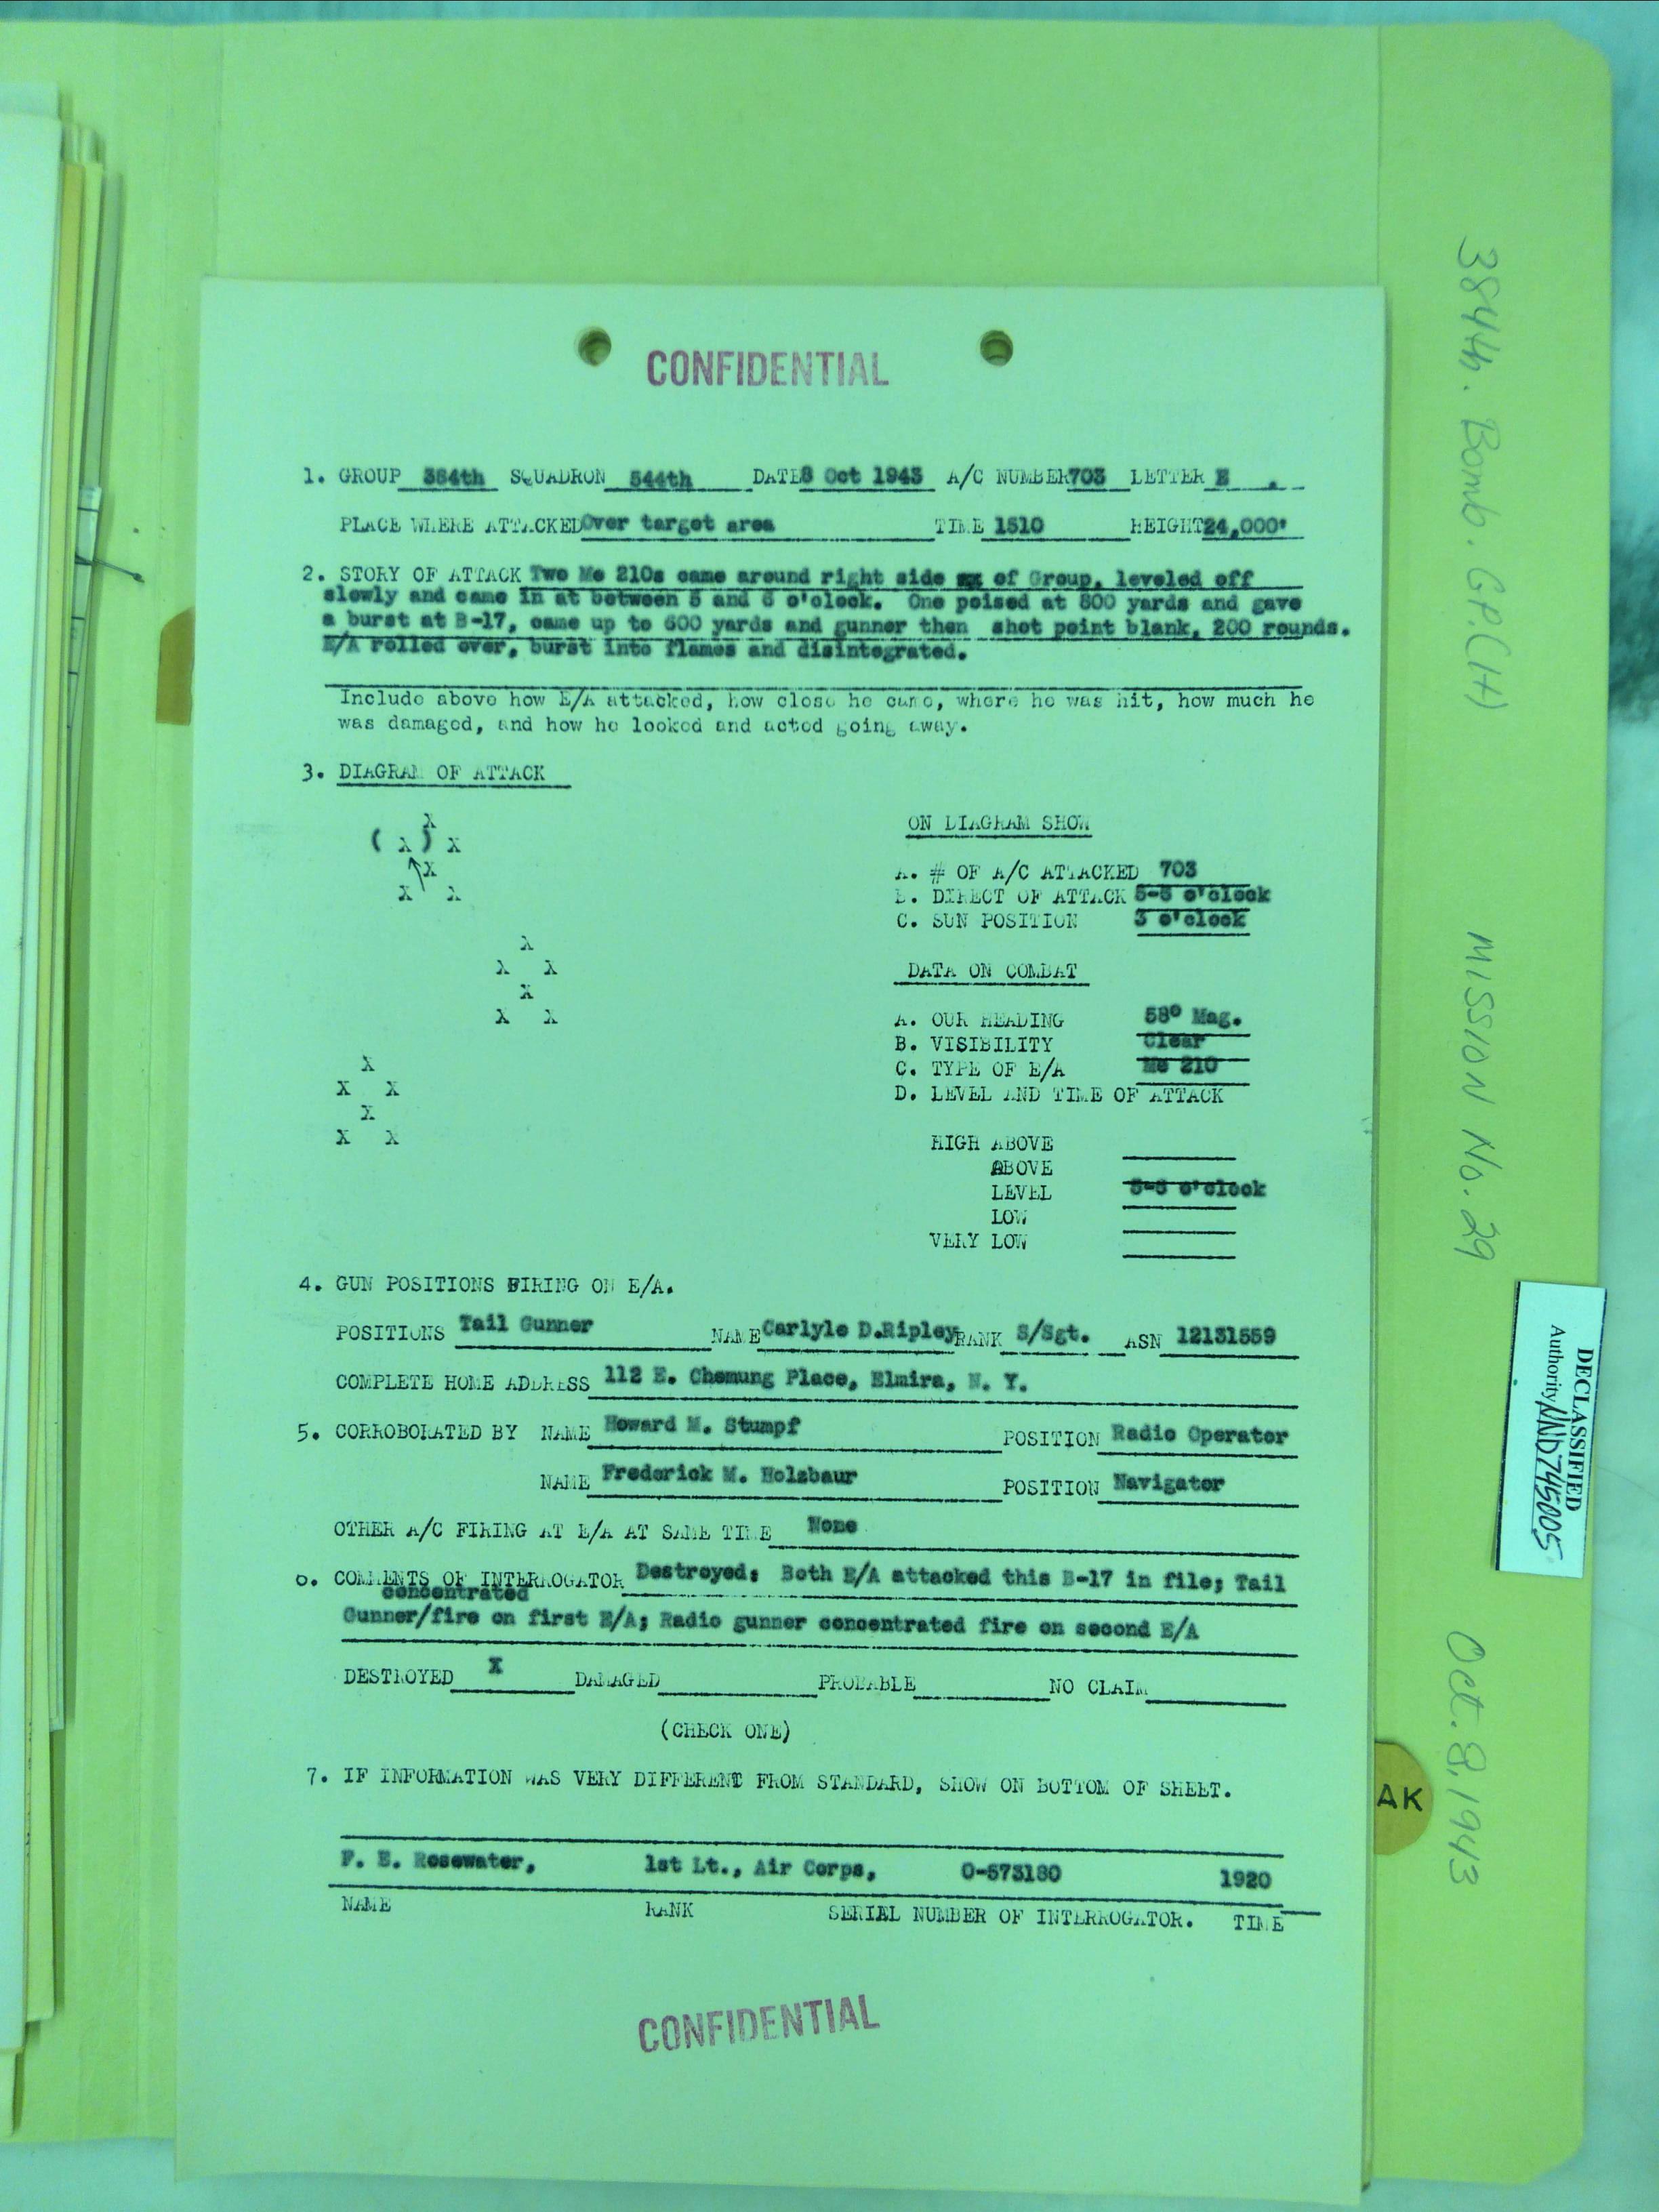 CONFIDENTIAL
1. GROUP 384th SQUADRON 544th DATE 8 Oct 1943 A/C NUMBER 703 LETTER E .
PLACE WHERE ATTACKED Over target area TIME 1510 HEIGHT 24,000'
2. STORY OF ATTACK Two Me 210s came around right side of Group, leveled off
slowly and came in at between 5 and 6 o'clock. One poised at 800 yards and gave
a burst at B-17, came up to 600 yards and gunner then shot point blank, 200 rounds.
E/A rolled over, burst into flames and disintegrated.
Include above how E/A attacked, how close he came, where he was hit, how much he
was damaged, and how he looked and acted going away.
3. DIAGRAM OF ATTACK
X
( X ) X
X
X X
X
X X
X
X X
X
X X
X
X X
ON DIAGRAM SHOW
A. # OF A/C ATTACKED 703
B. DIRECT OF ATTACK o'clock
C. SUN POSITION 3 o'clock
DATA ON COMBAT
A. OUR HEADING 58° Mag.
B. VISIBILITY Clear
C. TYPE OF E/A Me 210
D. LEVEL AND TIME OF ATTACK
HIGH ABOVE
ABOVE
LEVEL o'clock
LOW
VERY LOW
4. GUN POSITIONS FIRING ON E/A.
POSITIONS Tail Gunner NAME Carlyle D.Ripley RANK S/Sgt. ASN 12131559
COMPLETE HOME ADDRESS 112 E. Chemung Place, Elmira, N. Y.
5. CORROBORATED BY NAME Howard M. Stumpf POSITION Radio Operator
NAME Frederick M. Holzbaur POSITION Navigator
OTHER A/C FIRING AT E/A AT SAME TIME None
6. COMMENTS OF INTERROGATOR Destroyed: Both E/A attacked this B-17 in file; Tail
concentrated
Gunner/fire on first E/A; Radio gunner concentrated fire on second E/A
DESTROYED X DAMAGED PROBABLE NO CLAIM
(CHECK ONE)
7. IF INFORMATION WAS VERY DIFFERENT FROM STANDARD, SHOW ON BOTTOM OF SHEET.
F. E. Rosewater, 1st Lt., Air Corps, O-573180 1920
NAME RANK SERIAL NUMBER OF INTERROGATOR. TIME
CONFIDENTIAL
384th. Bomb. GP.(H) MISSION No. 29 Oct. 8, 1943
DECLASSIFIED
Authority NND745005
AK